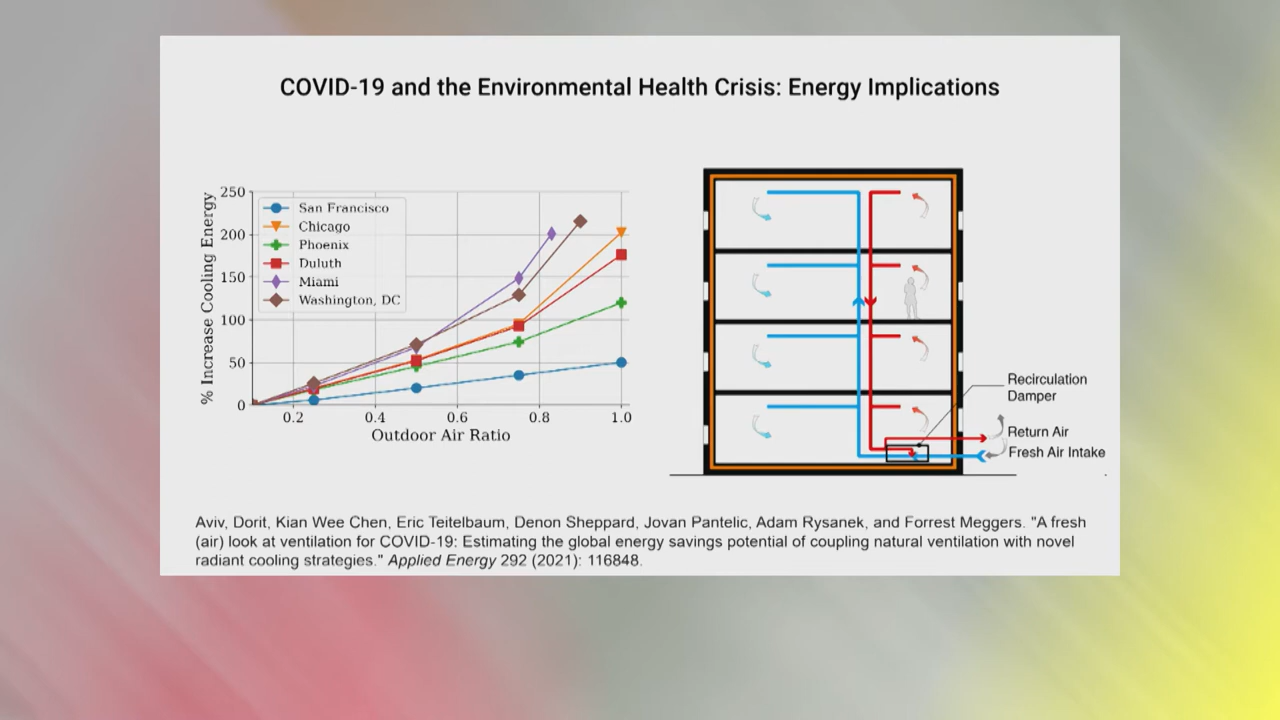 COVID-19 and the Environmental Health Crisis: Energy Implications
% Increase Cooling Energy
250
200
150
100
50
0
San Francisco
Chicago
Phoenix
Duluth
Miami
Washington, DC
0.2
0.4
0.6
0.8
1.0
Outdoor Air Ratio
Recirculation
Damper
Return Air
Fresh Air Intake
Aviv, Dorit, Kian Wee Chen, Eric Teitelbaum, Denon Sheppard, Jovan Pantelic, Adam Rysanek, and Forrest Meggers. "A fresh
(air) look at ventilation for COVID-19: Estimating the global energy savings potential of coupling natural ventilation with novel
radiant cooling strategies." Applied Energy 292 (2021): 116848.